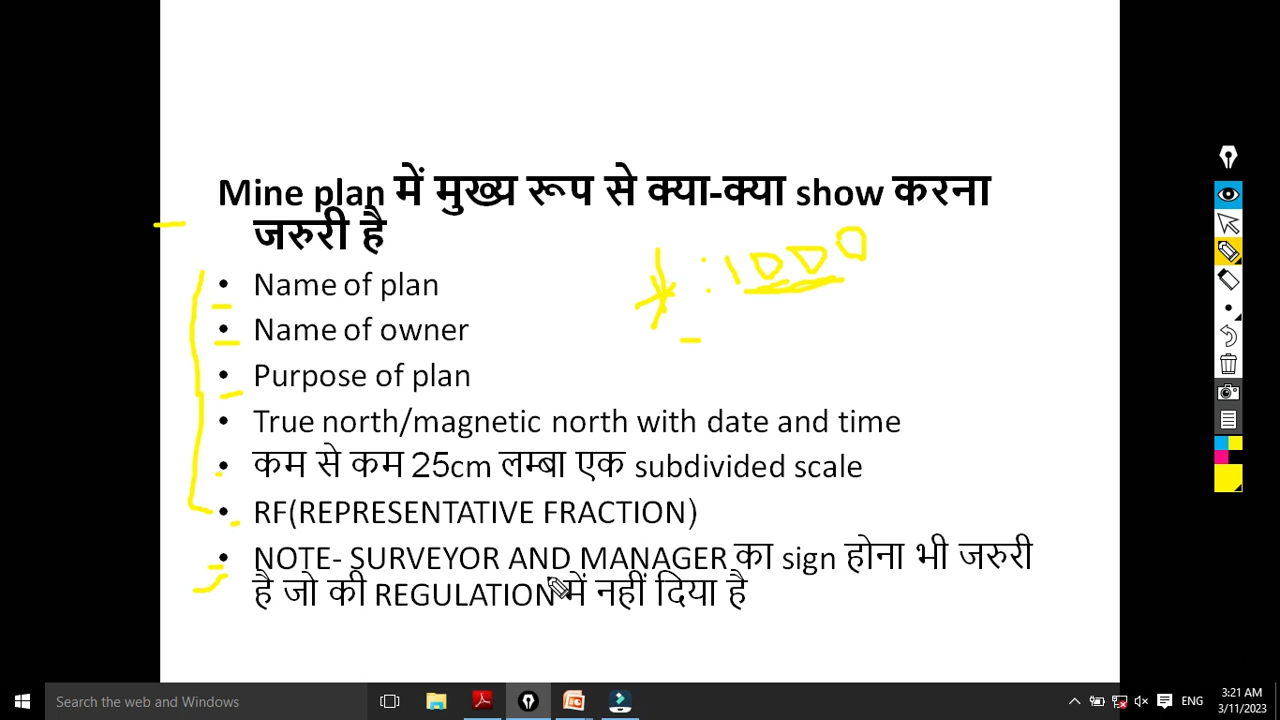 Mine plan में मुख्य रूप से क्या-क्या show करना
जरुरी है
: 1000
• Name of plan
• Name of owner
• Purpose of plan
• True north/magnetic north with date and time
• कम से कम 25cm लम्बा एक subdivided scale
• RF(REPRESENTATIVE FRACTION)
• NOTE- SURVEYOR AND MANAGER का sign होना भी जरुरी
है जो की REGULATION में नहीं दिया है
Search the web and Windows
ENG
3:21 AM
3/11/2023